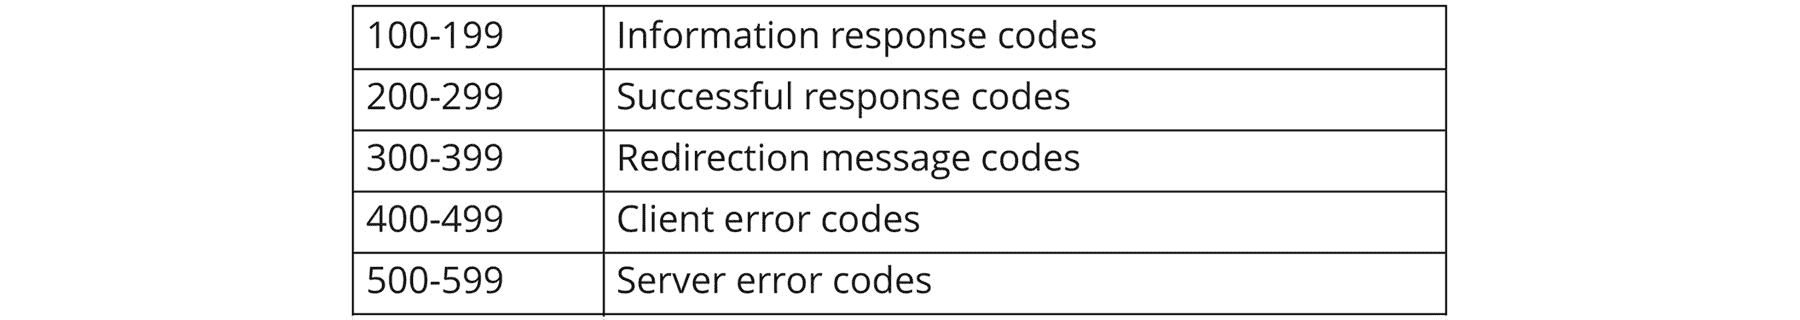 100-199 Information response codes
200-299 Successful response codes
300-399 Redirection message codes
400-499 Client error codes
500-599 Server error codes